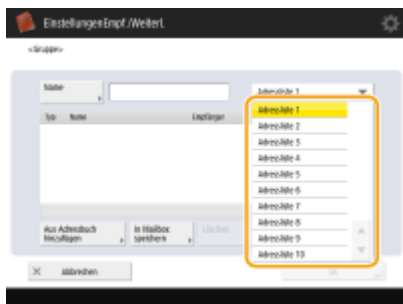 Einstellungen Empf./Weiterl.
<Gruppe>
Name
Adressliste 1
Typ Name Empfänger
Adressliste 1
Adressliste 2
Adressliste 3
Adressliste 4
Adressliste 5
Adressliste 6
Adressliste 7
Adressliste 8
Adressliste 9
Adressliste 10
Aus Adressbuch
hinzufügen
In Mailbox
speichern
Löschen
Abbrechen
OK